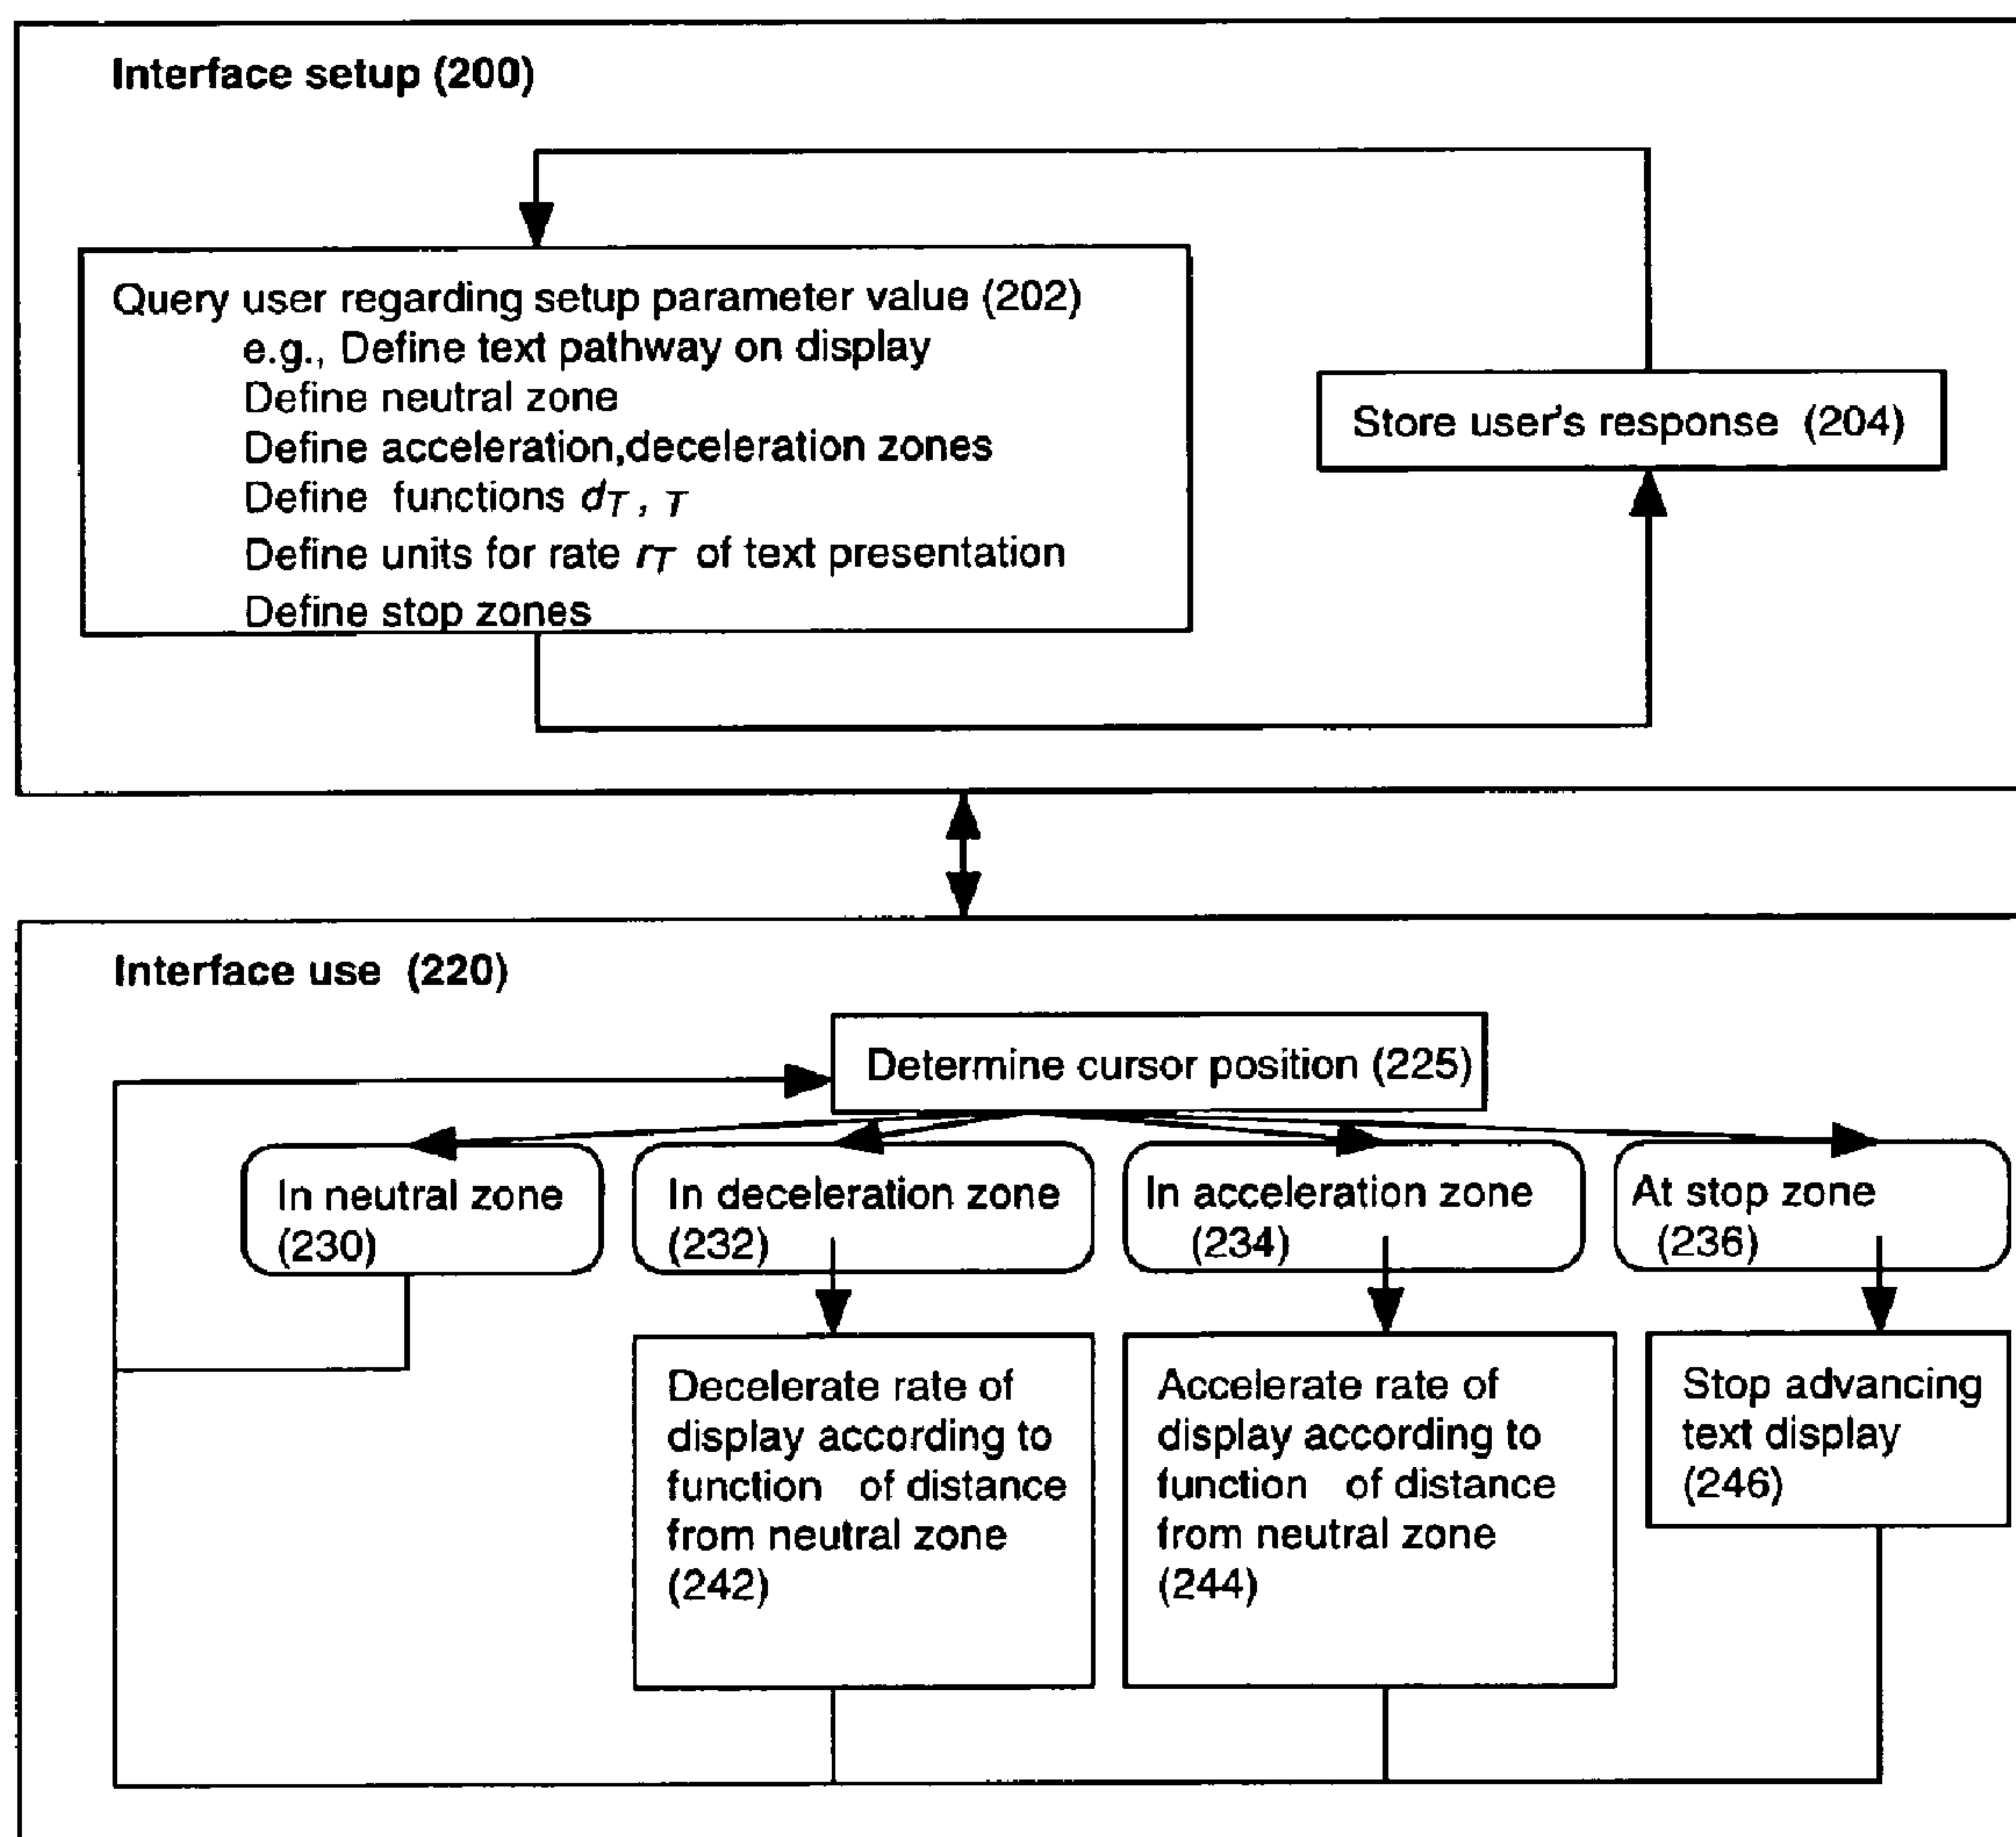 Interface setup (200)
Query user regarding setup parameter value (202)
e.g., Define text pathway on display
Define neutral zone
Define acceleration,deceleration zones
Define functions dT, T
Define units for rate rT of text presentation
Define stop zones
Store user's response (204)
Interface use (220)
Determine cursor position (225)
In neutral zone
(230)
In deceleration zone
(232)
In acceleration zone
(234)
At stop zone
(236)
Decelerate rate of
display according to
function of distance
from neutral zone
(242)
Accelerate rate of
display according to
function of distance
from neutral zone
(244)
Stop advancing
text display
(246)